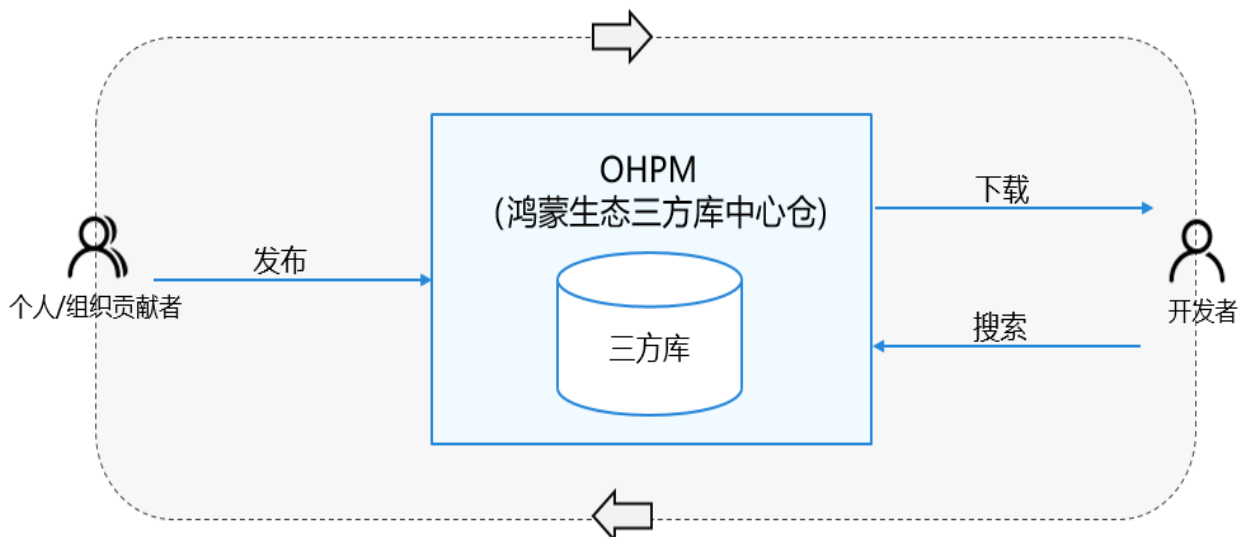 OHPM
(鸿蒙生态三方库中心仓)
下载
发布
个人/组织贡献者
开发者
三方库
搜索